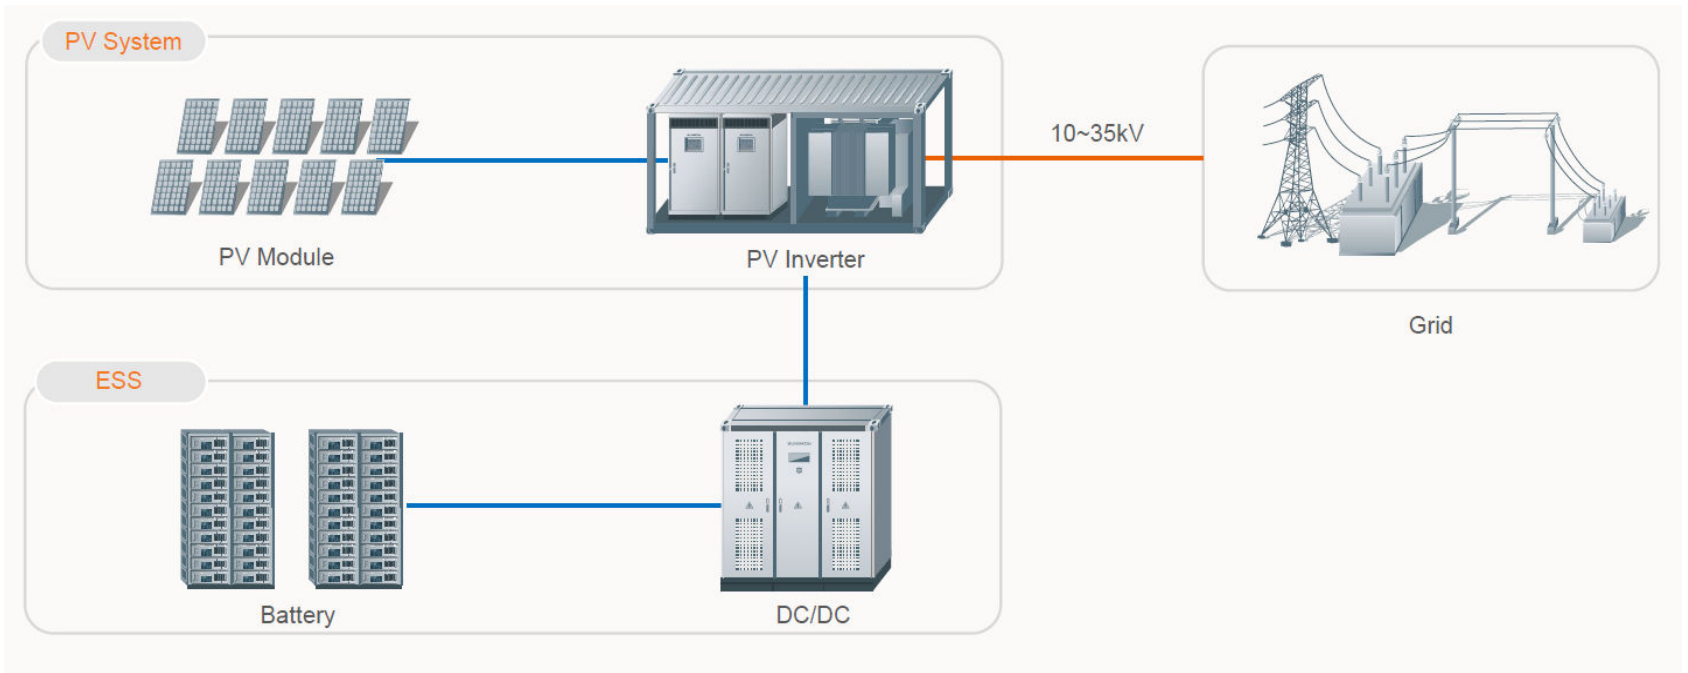 PV System
10~35kV
PV Module
PV Inverter
Grid
ESS
Battery
DC/DC